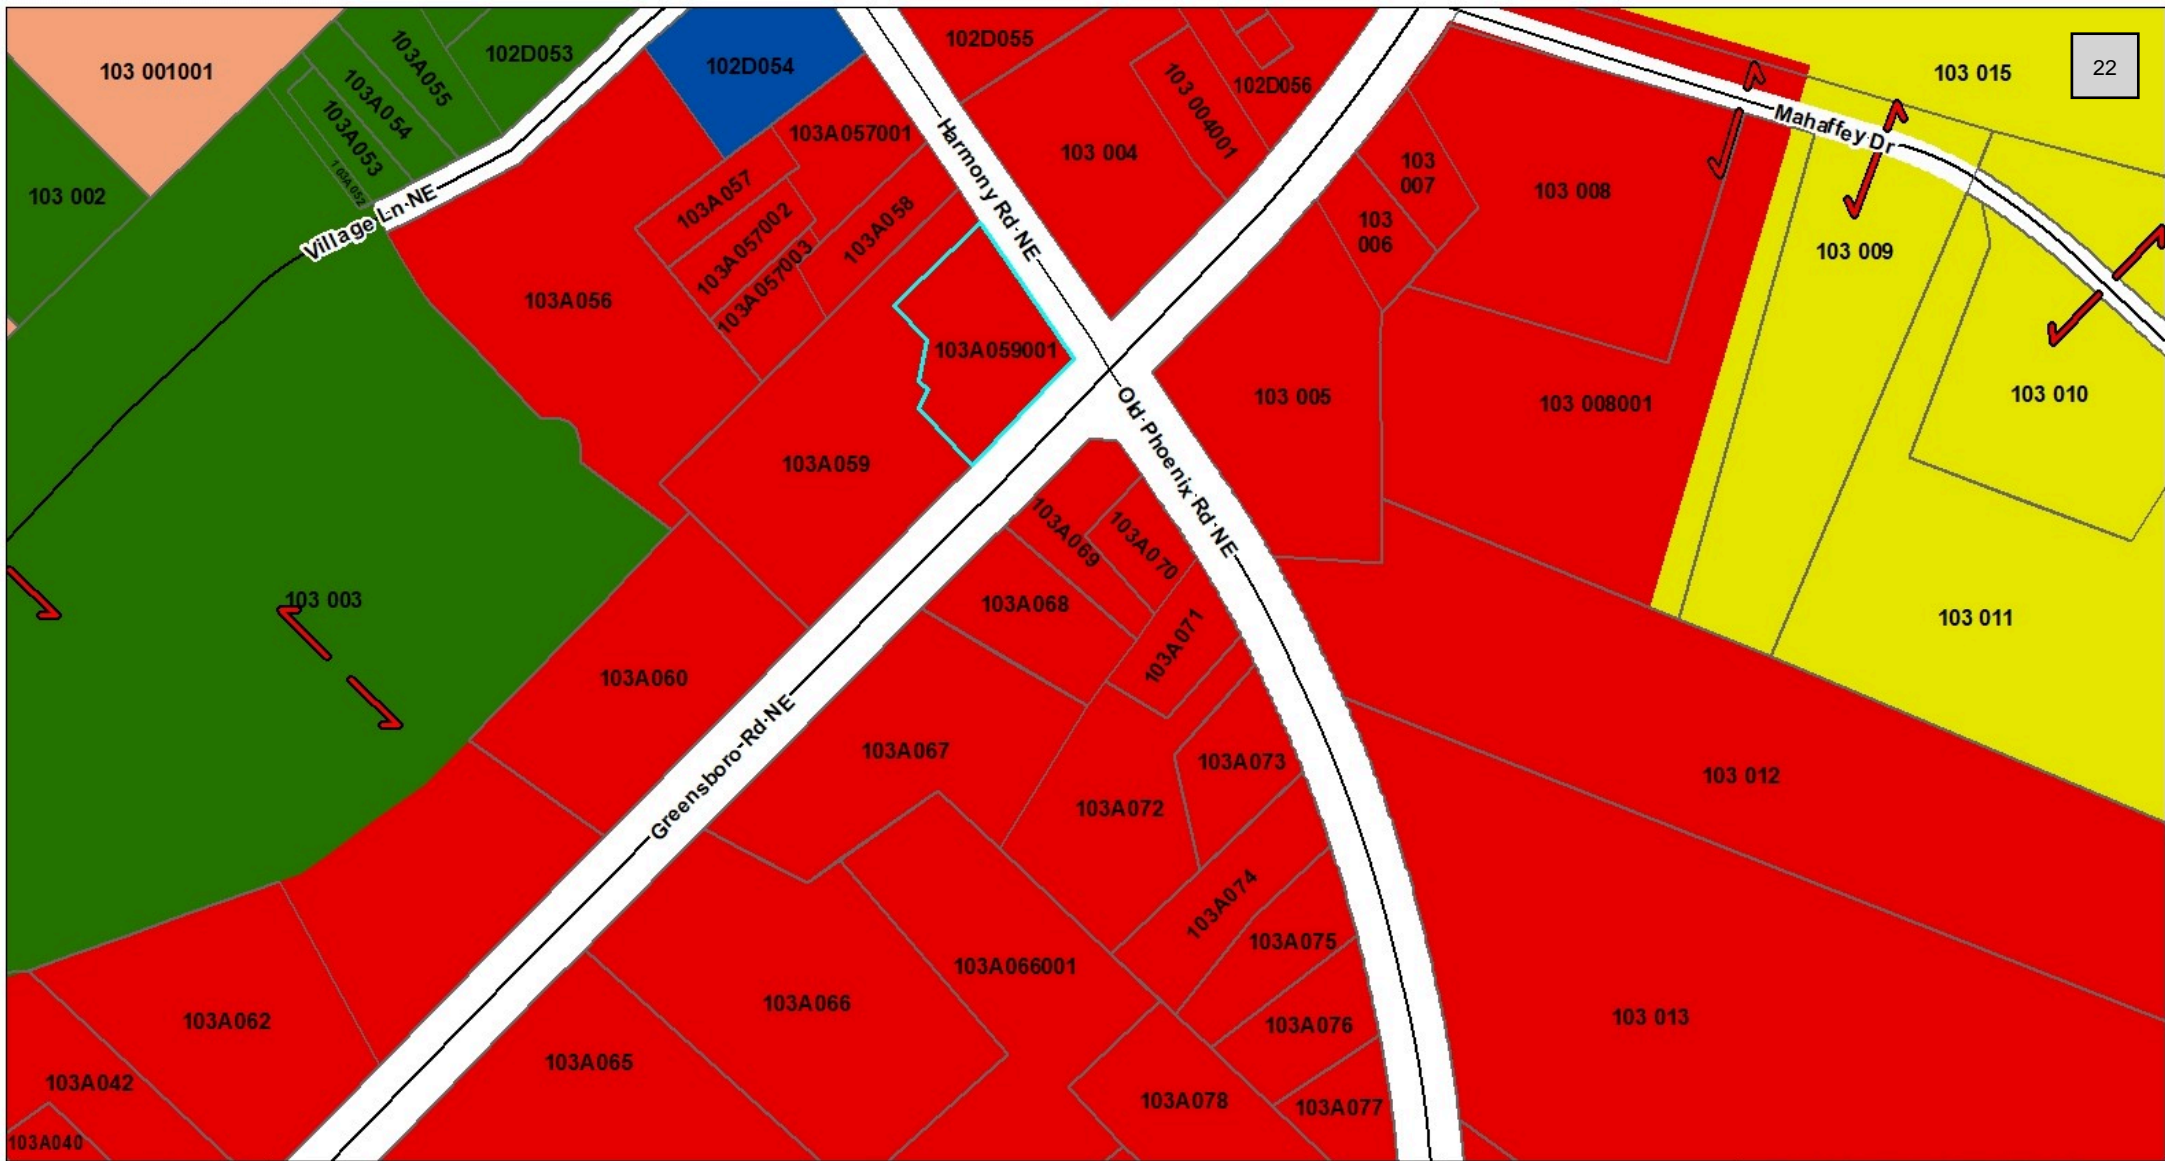 102D055
102D053
103A055
102D054
103 001001
103 015
22
103A054
102D056
103 004001
103A053
103A057001
Harmony Rd NE
103 004
Mahaffey Dr
103
007
103 008
103A052
103 002
103A057
Village Ln NE
103A058
103
006
103A057002
103 009
103A057003
103A056
103A059001
103 005
103 010
103 008001
Old Phoenix Rd NE
103A059
103A069
103A070
103 003
103A068
103 011
103A071
103A060
Greensboro Rd NE
103A067
103A073
103 012
103A072
103A074
103A075
103A066001
103A066
103 013
103A062
103A076
103A065
103A042
103A078
103A077
103A040